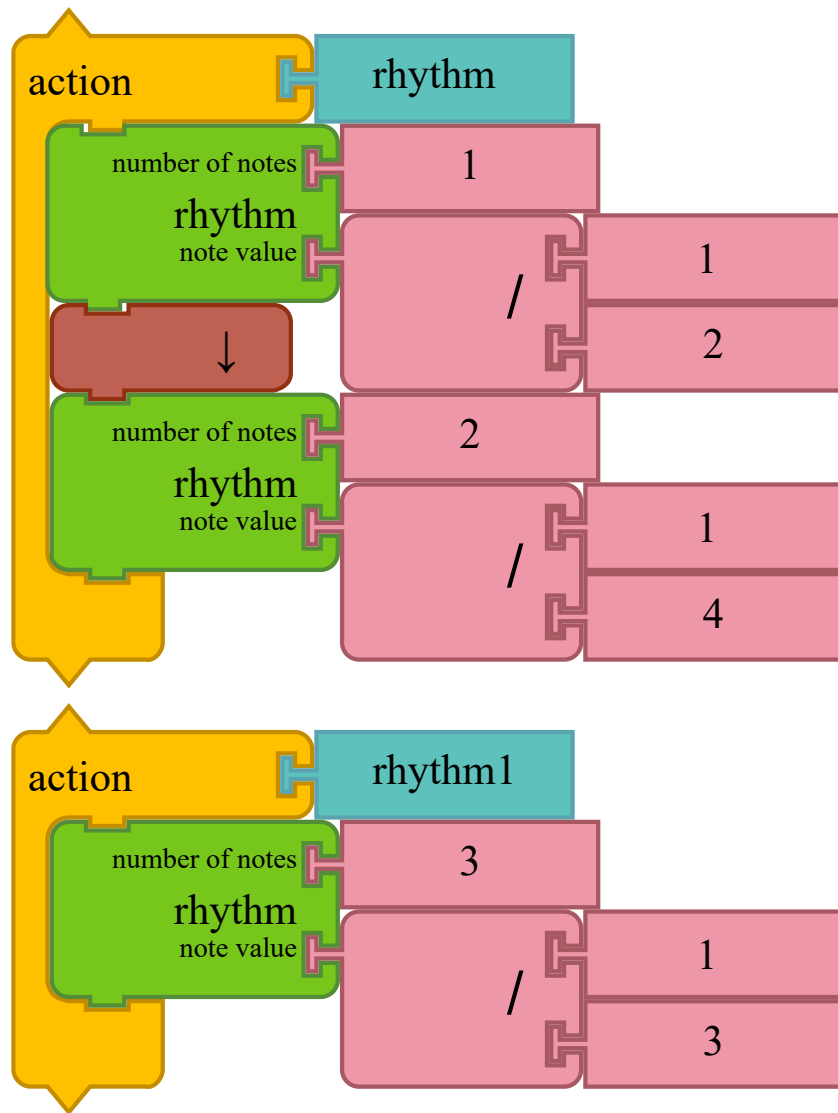 action rhythm
number of notes 1
rhythm
note value / 1
2
↓
number of notes 2
rhythm
note value / 1
4
action rhythm1
number of notes 3
rhythm
note value / 1
3